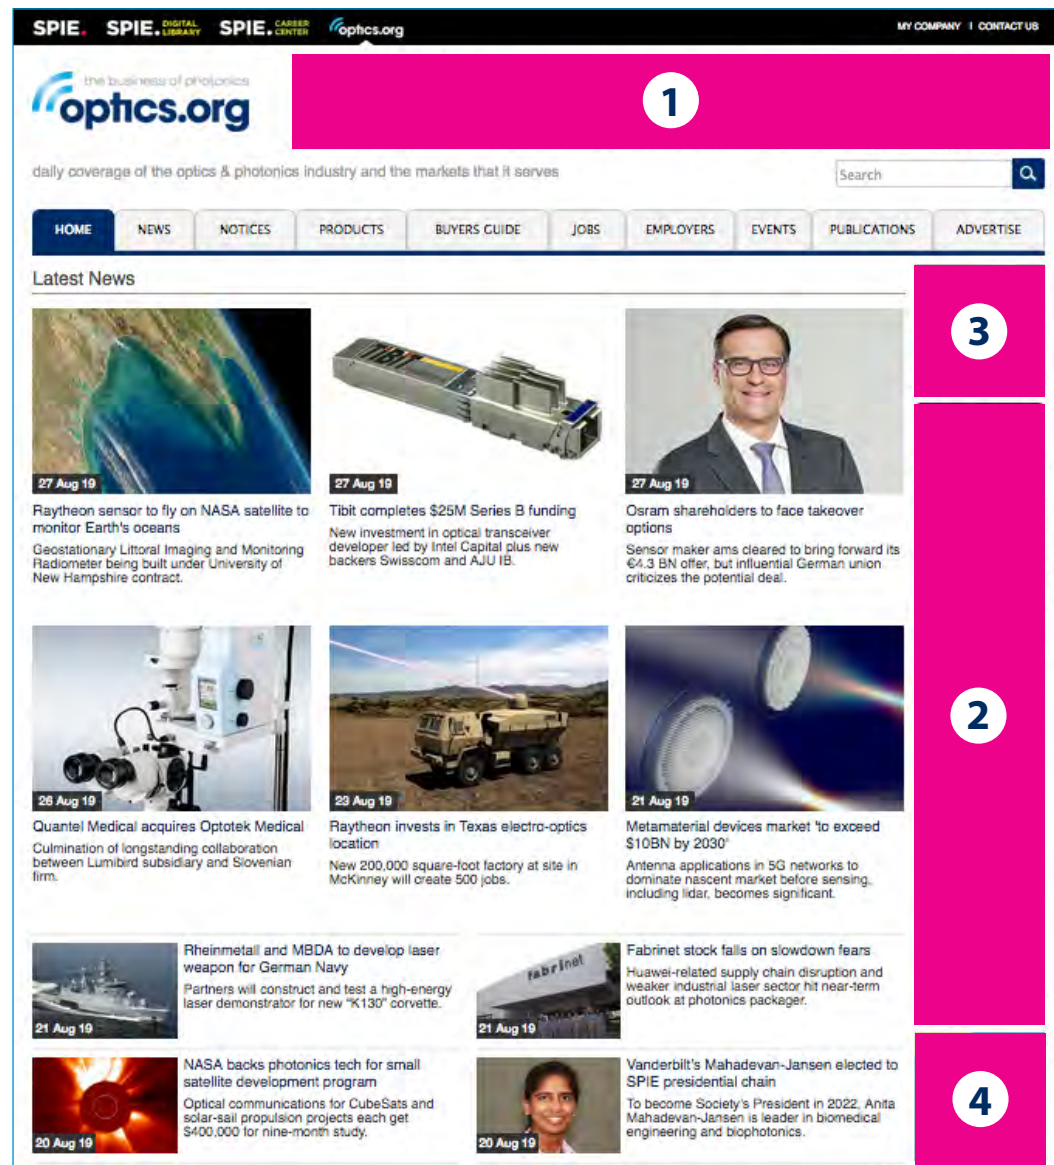 SPIE. SPIE. DIGITAL LIBRARY SPIE. CAREER CENTER optics.org MY COMPANY | CONTACT US
the business of photonics
optics.org
1
daily coverage of the optics & photonics industry and the markets that it serves
Search
HOME NEWS NOTICES PRODUCTS BUYERS GUIDE JOBS EMPLOYERS EVENTS PUBLICATIONS ADVERTISE
Latest News
3
TiBiT
27 Aug 19
Raytheon sensor to fly on NASA satellite to
monitor Earth's oceans
Geostationary Littoral Imaging and Monitoring
Radiometer being built under University of
New Hampshire contract.
27 Aug 19
Tibit completes $25M Series B funding
New investment in optical transceiver
developer led by Intel Capital plus new
backers Swisscom and AJU IB.
27 Aug 19
Osram shareholders to face takeover
options
Sensor maker ams cleared to bring forward its
€4.3 BN offer, but influential German union
criticizes the potential deal.
2
26 Aug 19
Quantel Medical acquires Optotek Medical
Culmination of longstanding collaboration
between Lumibird subsidiary and Slovenian
firm.
23 Aug 19
Raytheon invests in Texas electro-optics
location
New 200,000 square-foot factory at site in
McKinney will create 500 jobs.
21 Aug 19
Metamaterial devices market 'to exceed
$10BN by 2030'
Antenna applications in 5G networks to
dominate nascent market before sensing,
including lidar, becomes significant.
21 Aug 19
Rheinmetall and MBDA to develop laser
weapon for German Navy
Partners will construct and test a high-energy
laser demonstrator for new "K130" corvette.
fabrinet
21 Aug 19
Fabrinet stock falls on slowdown fears
Huawei-related supply chain disruption and
weaker industrial laser sector hit near-term
outlook at photonics packager.
20 Aug 19
NASA backs photonics tech for small
satellite development program
Optical communications for CubeSats and
solar-sail propulsion projects each get
$400,000 for nine-month study.
20 Aug 19
Vanderbilt's Mahadevan-Jansen elected to
SPIE presidential chain
To become Society's President in 2022, Anita
Mahadevan-Jansen is leader in biomedical
engineering and biophotonics.
4